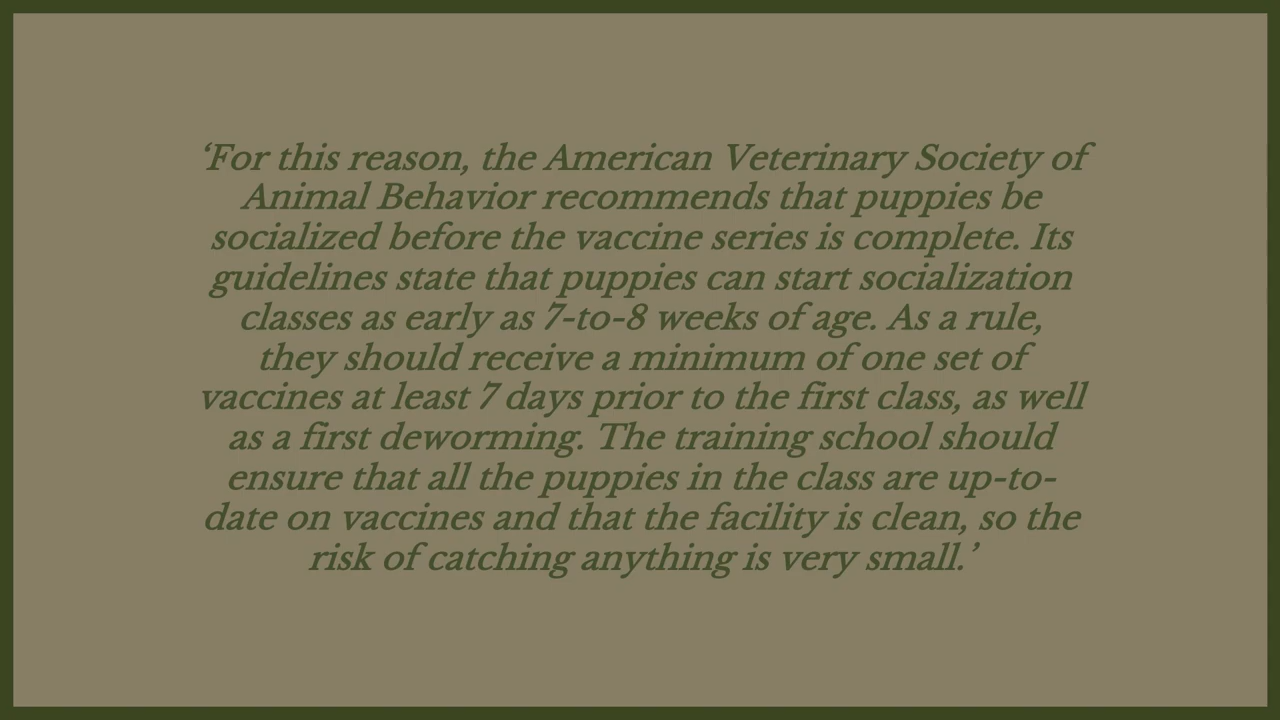 ‘For this reason, the American Veterinary Society of
Animal Behavior recommends that puppies be
socialized before the vaccine series is complete. Its
guidelines state that puppies can start socialization
classes as early as 7-to-8 weeks of age. As a rule,
they should receive a minimum of one set of
vaccines at least 7 days prior to the first class, as well
as a first deworming. The training school should
ensure that all the puppies in the class are up-to-
date on vaccines and that the facility is clean, so the
risk of catching anything is very small.’